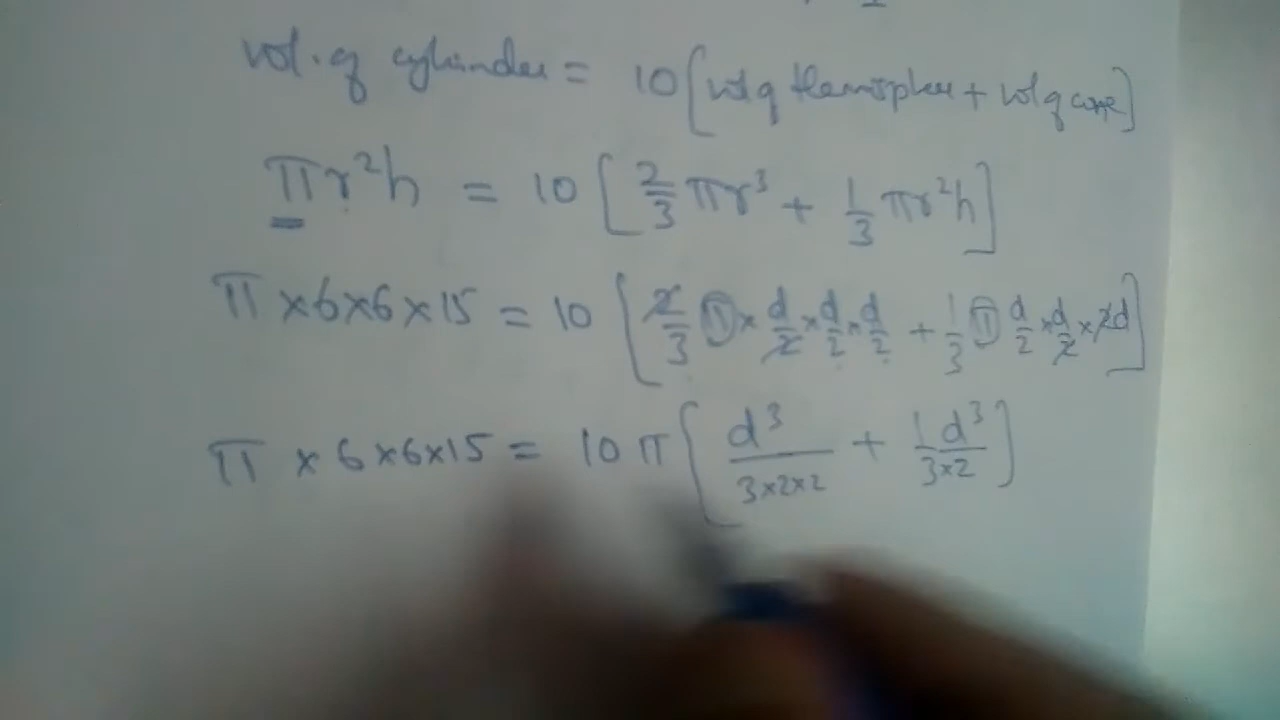 vol. of cylinder = 10 [vol of Hemisphere + vol of cone]
πr²h = 10 [2/3 πr³ + 1/3 πr²h]
π × 6×6×15 = 10 [2/3 π × d/2 × d/2 × d/2 + 1/3 π d/2 × d/2 × 2d]
π × 6×6×15 = 10 π [d³/3×2×2 + 1d³/3×2]